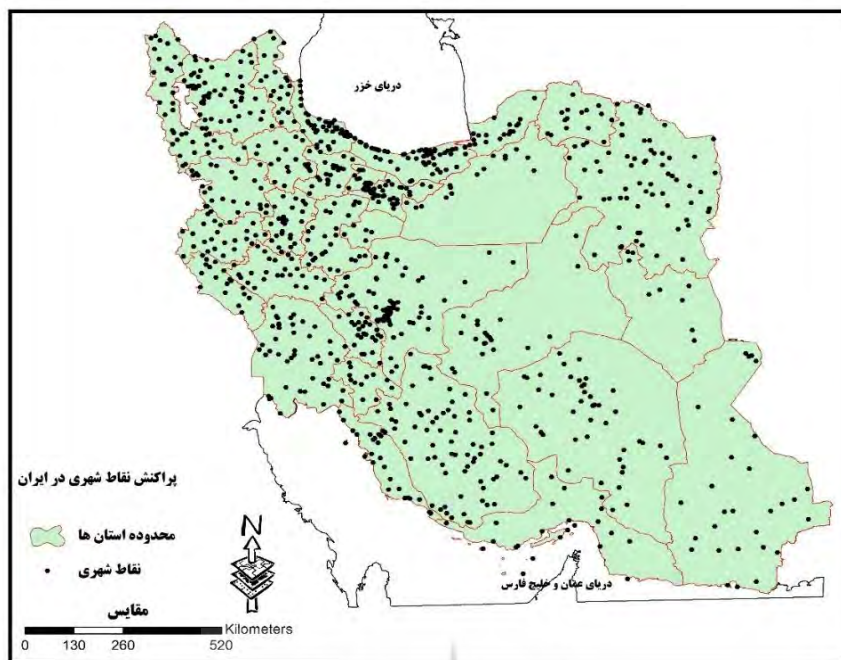 دریای خزر
پراکنش نقاط شهری در ایران
N
محدوده استان ها
نقاط شهری
دریای عمان و خلیج فارس
مقایس
Kilometers
0 130 260 520